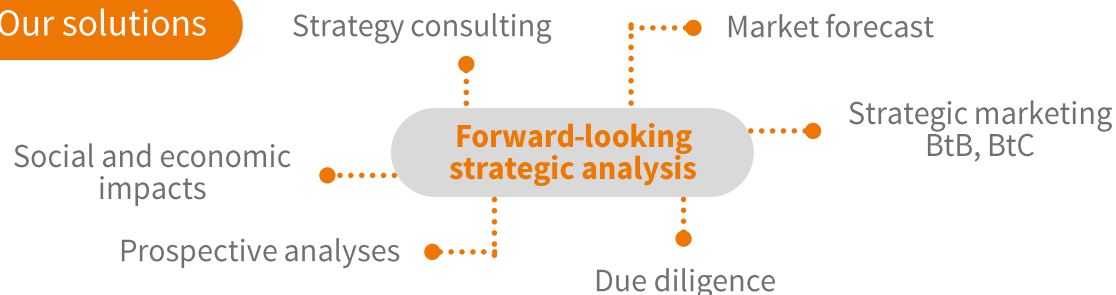 Our solutions
Strategy consulting
Market forecast
Strategic marketing
BtB, BtC
Forward-looking
strategic analysis
Social and economic
impacts
Prospective analyses
Due diligence